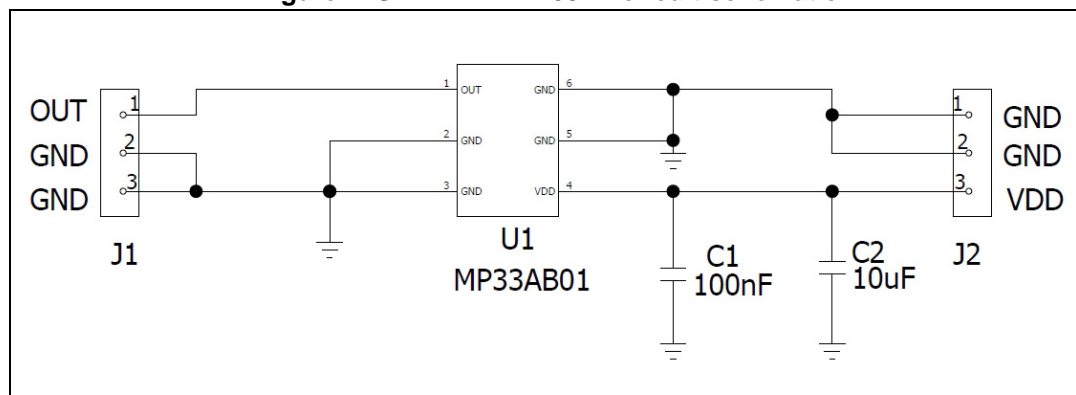 OUT
GND
GND
1
2
3
J1
1
2
3
OUT
GND
GND
GND
GND
VDD
6
5
4
U1
MP33AB01
C1
100nF
C2
10uF
1
2
3
GND
GND
VDD
J2